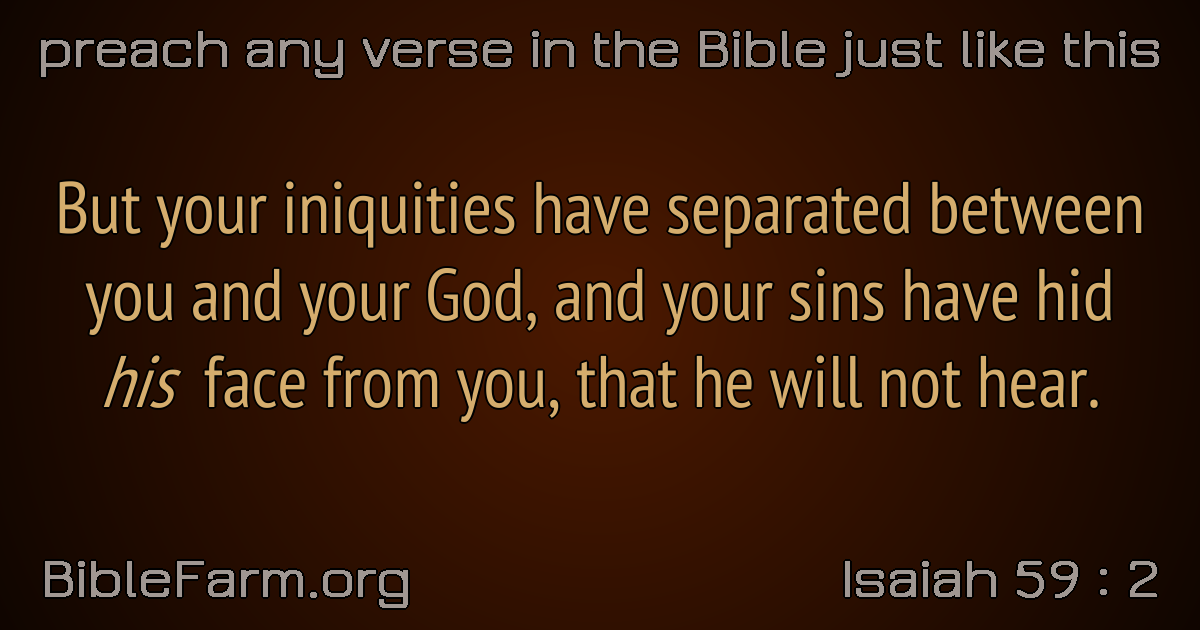 preach any verse in the Bible just like this
But your iniquities have separated between
you and your God, and your sins have hid
his face from you, that he will not hear.
BibleFarm.org
Isaiah 59 : 2